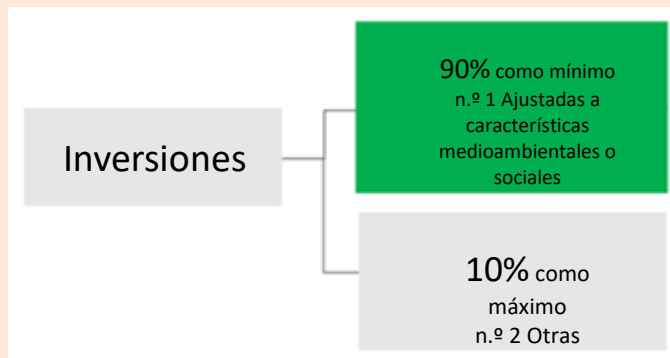 Inversiones
90% como mínimo
n.º 1 Ajustadas a
características
medioambientales o
sociales
10% como
máximo
n.º 2 Otras